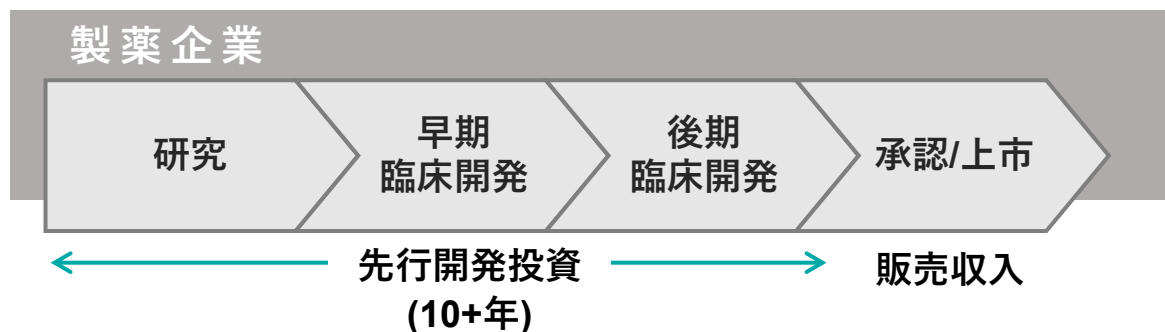 製薬企業
研究
早期
臨床開発
後期
臨床開発
承認/上市
先行開発投資
(10+年)
販売収入